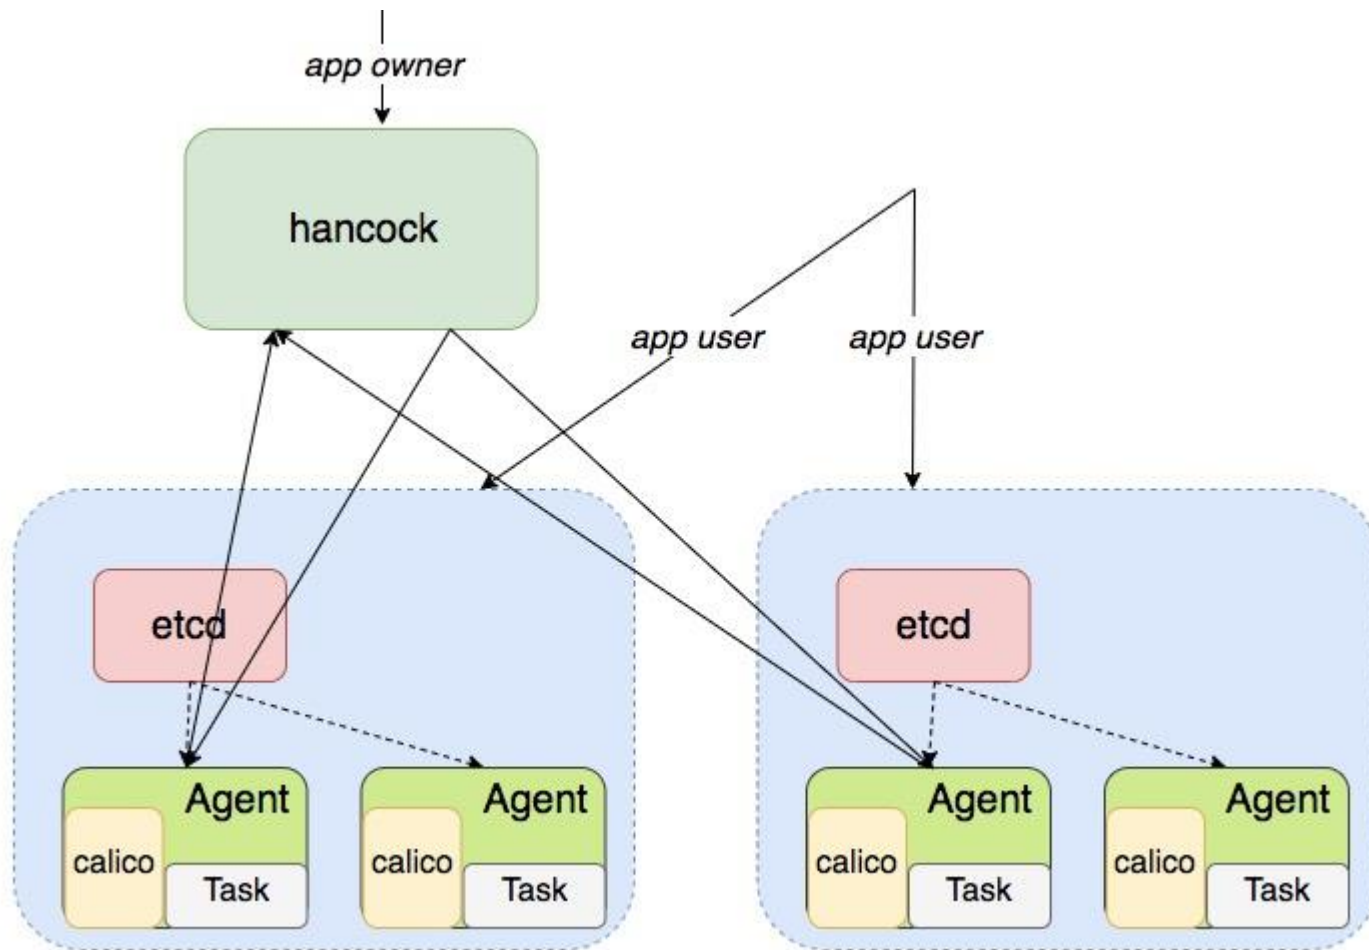 app owner
hancock
app user
app user
etcd
etcd
Agent
Agent
Agent
Agent
calico
calico
calico
calico
Task
Task
Task
Task